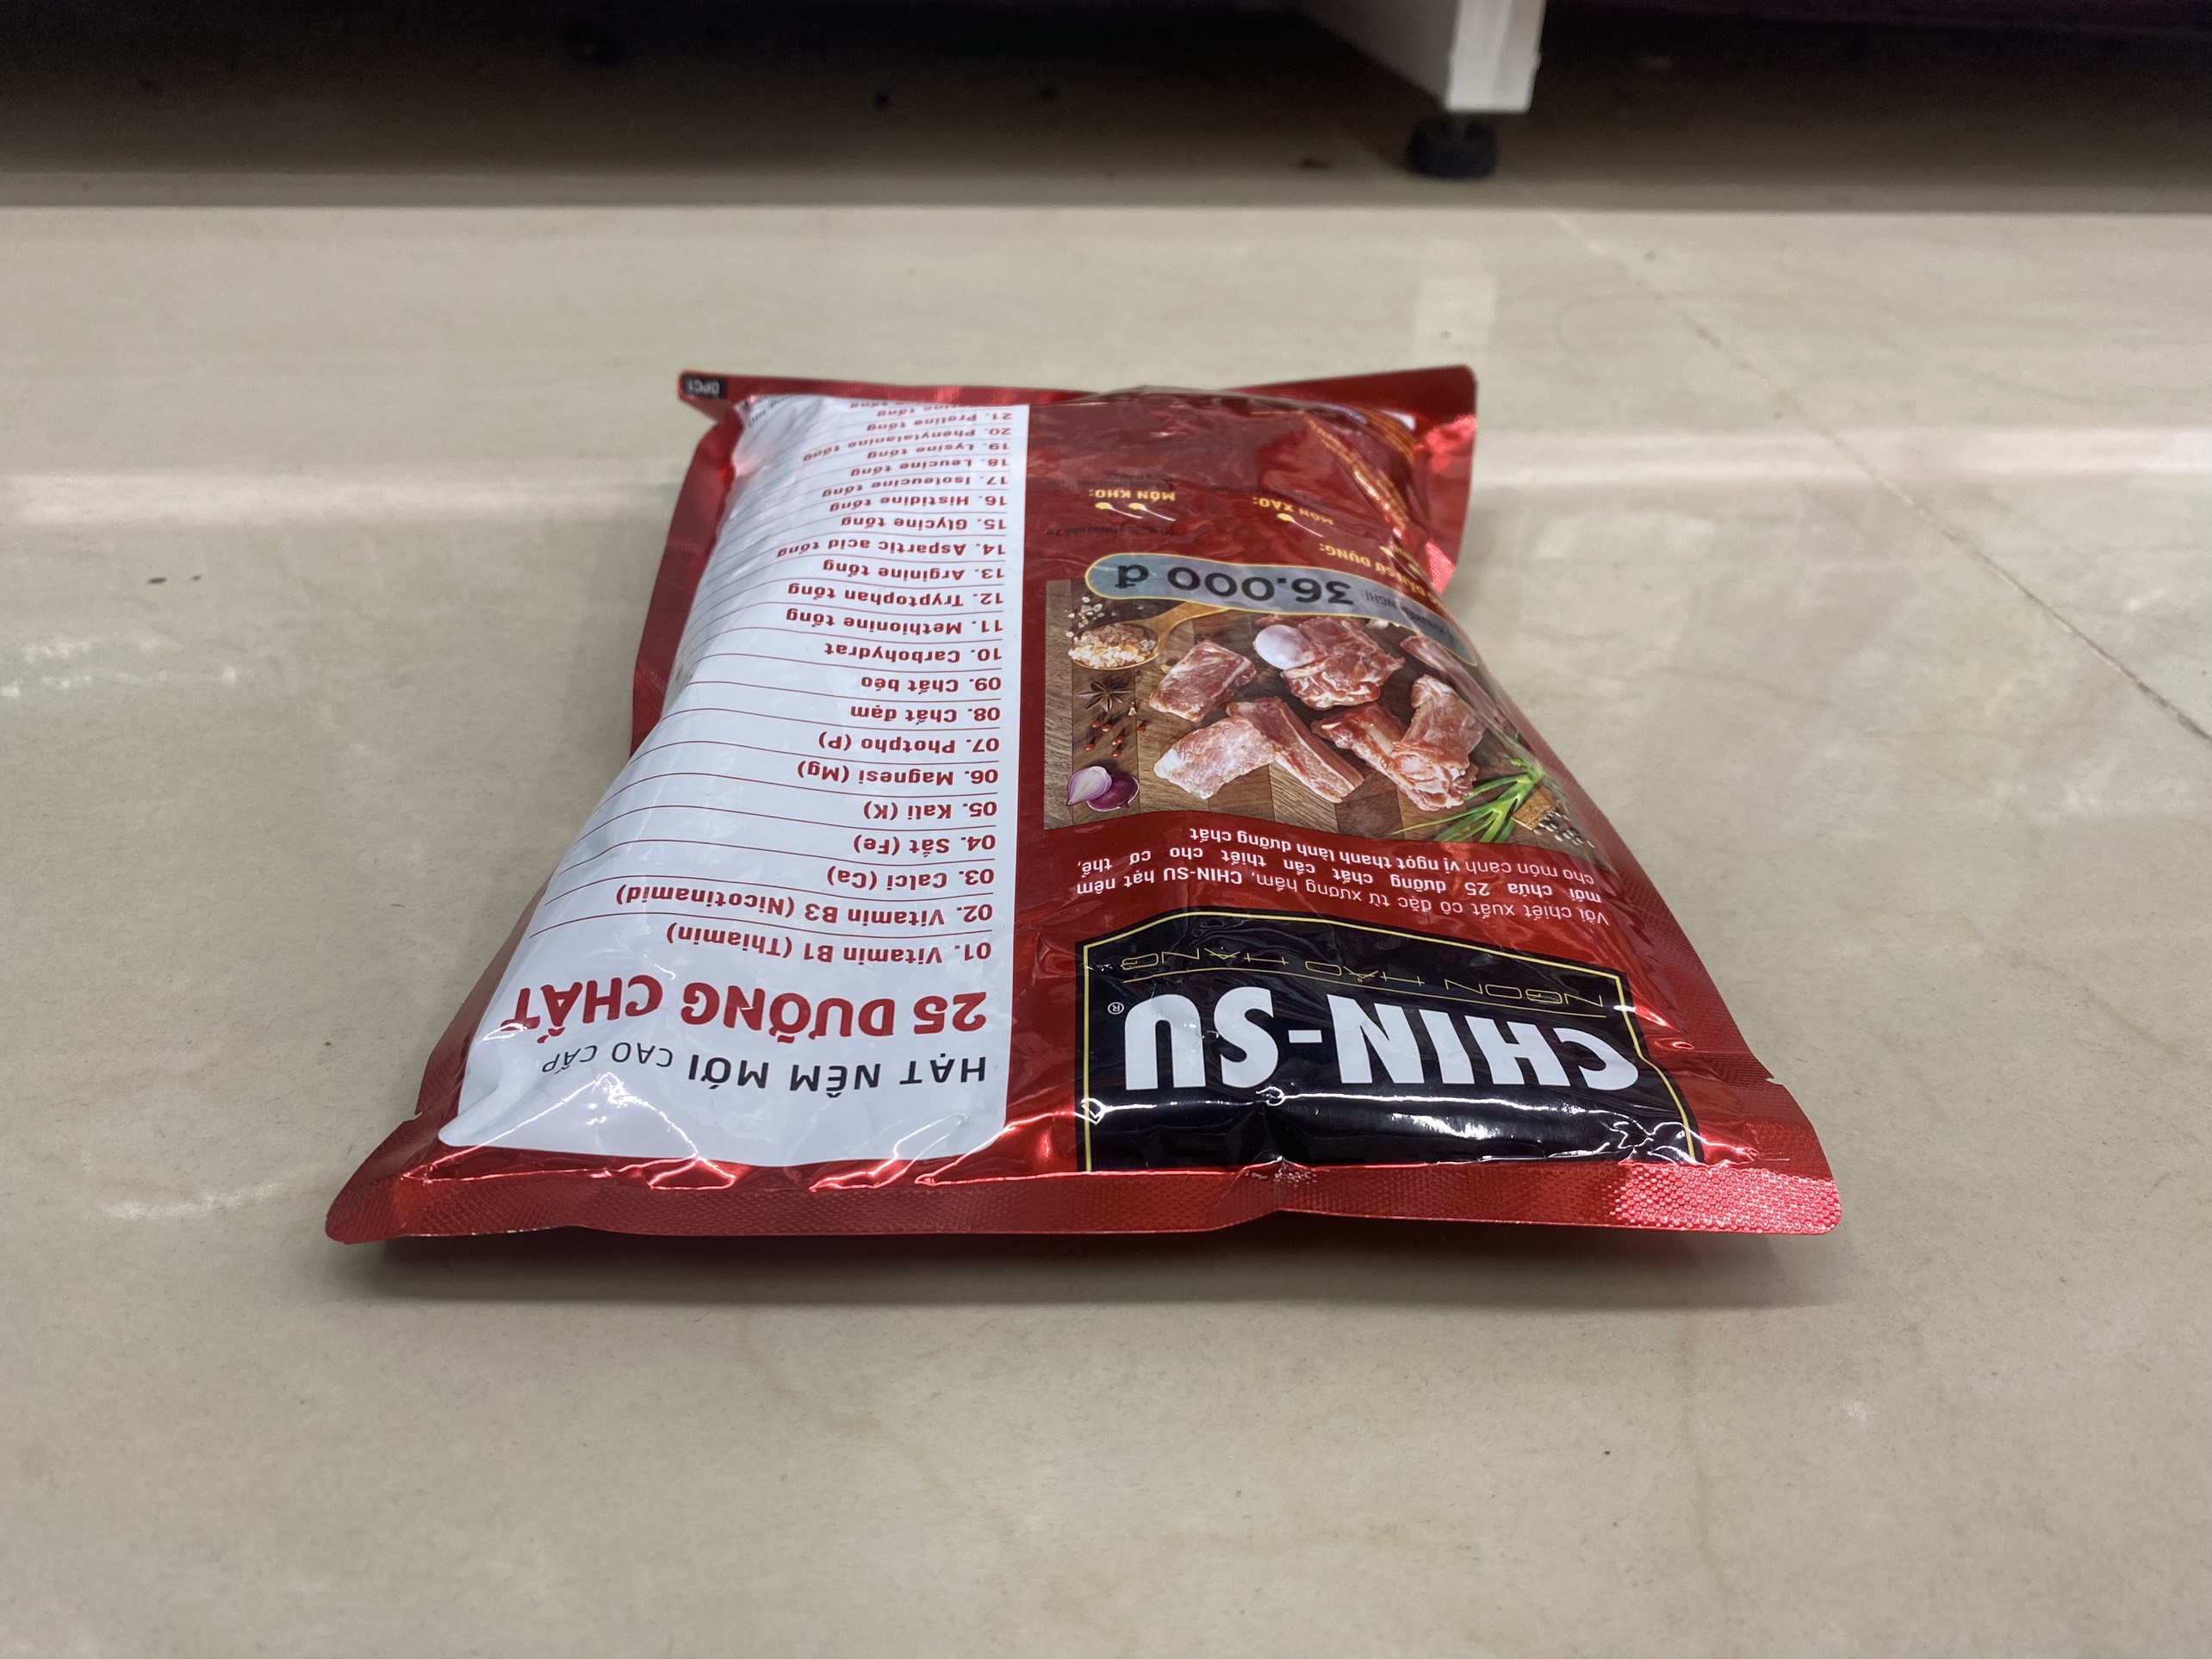 CHIN-SU®
NGON THẢ HẠNG
Với chiết xuất cô đặc từ xương hầm, CHIN-SU hạt nêm
mới chứa 25 dưỡng chất cần thiết cho cơ thể,
cho món canh vị ngọt thanh lành dưỡng chất
36.000 đ
DỤNG:
MÓN XÀO:
MÓN KHO:
HẠT NÊM MỚI CAO CẤP
25 DƯỠNG CHẤT
01. Vitamin B1 (Thiamin)
02. Vitamin B3 (Nicotinamid)
03. Calci (Ca)
04. Sắt (Fe)
05. Kali (K)
06. Magnesi (Mg)
07. Photpho (P)
08. Chất đạm
09. Chất béo
10. Carbohydrat
11. Methionine tổng
12. Tryptophan tổng
13. Arginine tổng
14. Aspartic acid tổng
15. Glycine tổng
16. Histidine tổng
17. Isoleucine tổng
18. Leucine tổng
19. Lysine tổng
20. Phenylalanine tổng
21. Proline tổng